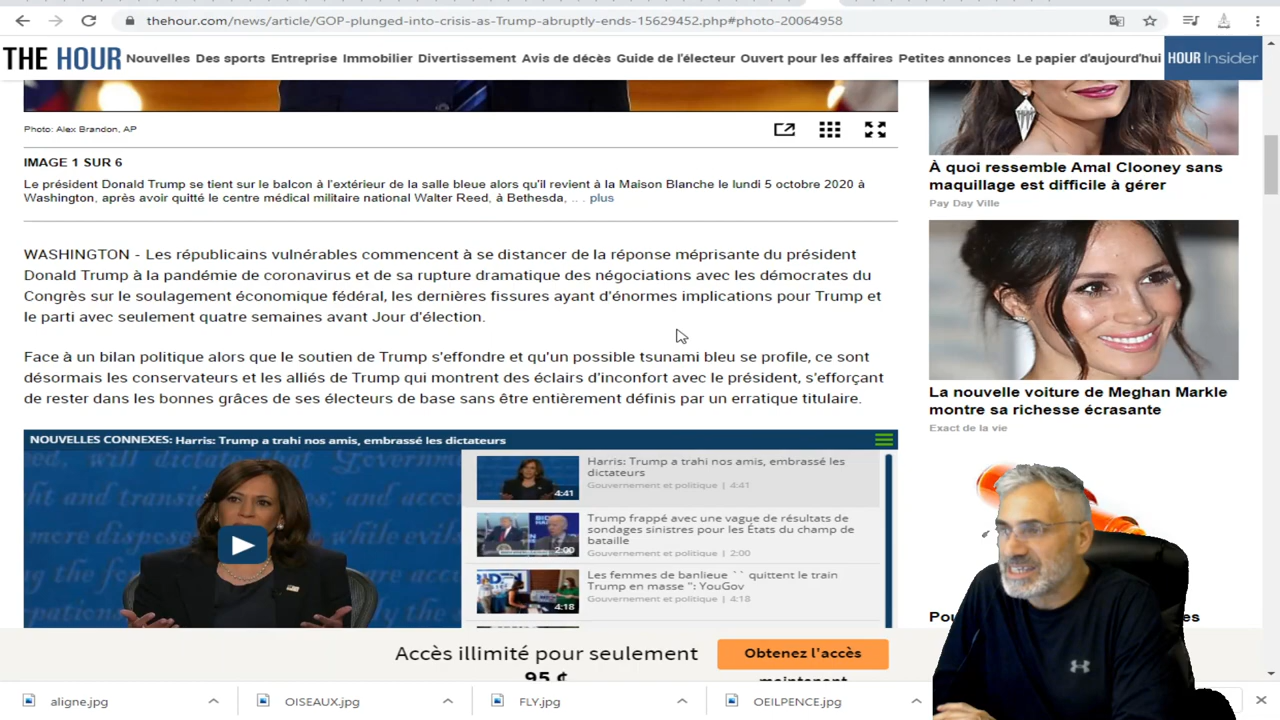 thehour.com/news/article/GOP-plunged-into-crisis-as-Trump-abruptly-ends-15629452.php#photo-20064958
THE HOUR Nouvelles Des sports Entreprise Immobilier Divertissement Avis de décès Guide de l'électeur Ouvert pour les affaires Petites annonces Le papier d'aujourd'hui HOUR Insider
Photo: Alex Brandon, AP
IMAGE 1 SUR 6
Le président Donald Trump se tient sur le balcon à l'extérieur de la salle bleue alors qu'il revient à la Maison Blanche le lundi 5 octobre 2020 à
Washington, après avoir quitté le centre médical militaire national Walter Reed, à Bethesda, .. . plus
WASHINGTON - Les républicains vulnérables commencent à se distancer de la réponse méprisante du président
Donald Trump à la pandémie de coronavirus et de sa rupture dramatique des négociations avec les démocrates du
Congrès sur le soulagement économique fédéral, les dernières fissures ayant d'énormes implications pour Trump et
le parti avec seulement quatre semaines avant Jour d'élection.
Face à un bilan politique alors que le soutien de Trump s'effondre et qu'un possible tsunami bleu se profile, ce sont
désormais les conservateurs et les alliés de Trump qui montrent des éclairs d'inconfort avec le président, s'efforçant
de rester dans les bonnes grâces de ses électeurs de base sans être entièrement définis par un erratique titulaire.
NOUVELLES CONNEXES: Harris: Trump a trahi nos amis, embrassé les dictateurs
Harris: Trump a trahi nos amis, embrassé les
dictateurs
Gouvernement et politique | 4:41
4:41
Trump frappé avec une vague de résultats de
sondages sinistres pour les États du champ de
bataille
Gouvernement et politique | 2:00
2:00
Les femmes de banlieue `` quittent le train
Trump en masse '': YouGov
Gouvernement et politique | 4:18
4:18
À quoi ressemble Amal Clooney sans
maquillage est difficile à gérer
Pay Day Ville
La nouvelle voiture de Meghan Markle
montre sa richesse écrasante
Exact de la vie
Accès illimité pour seulement
95 ¢
Obtenez l'accès
maintenant
aligne.jpg
OISEAUX.jpg
FLY.jpg
OEILPENCE.jpg